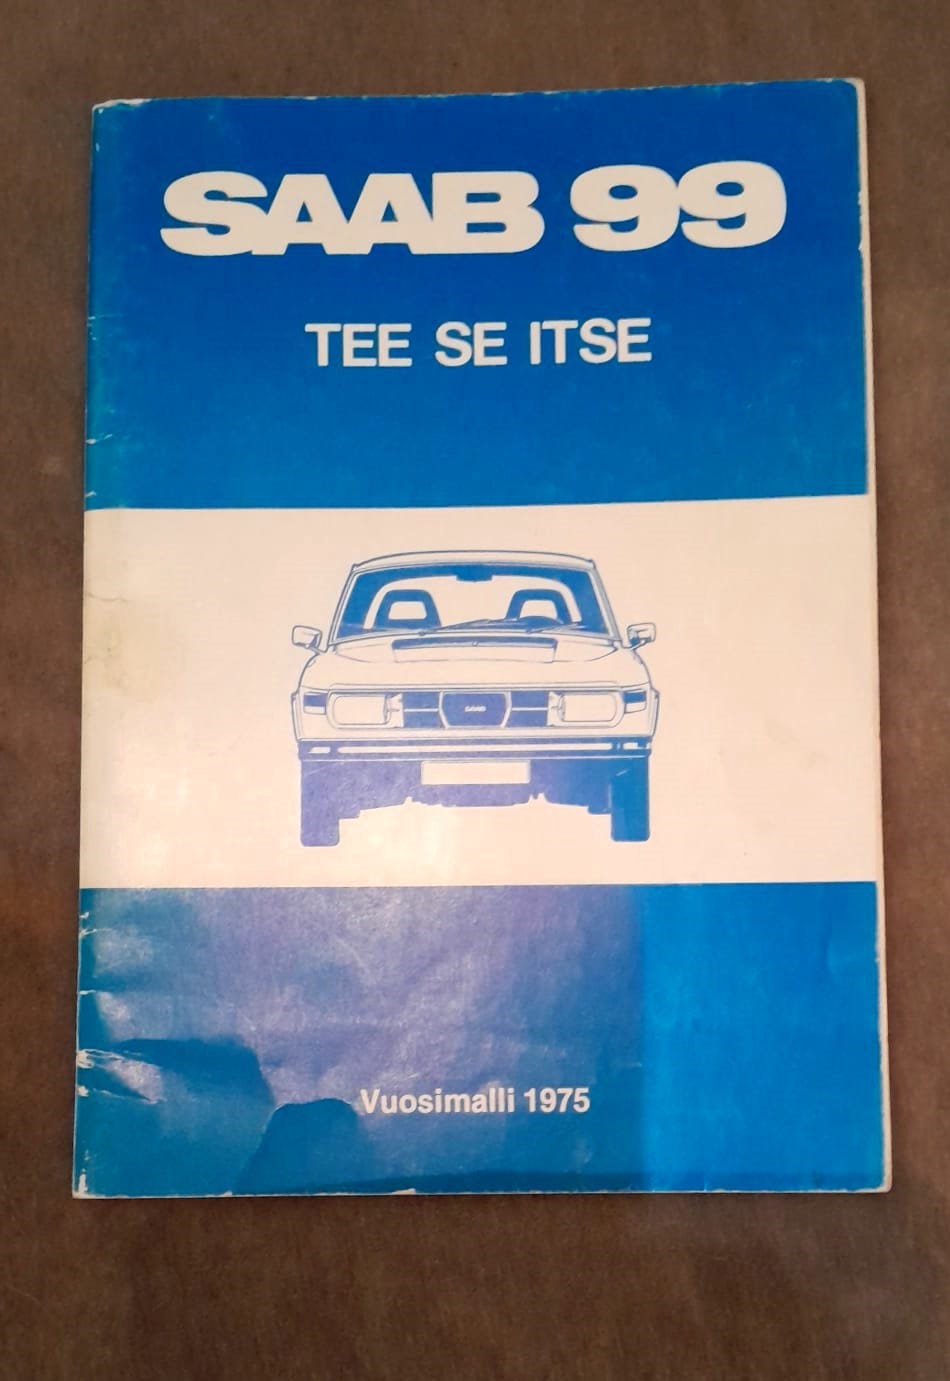 SAAB 99
TEE SE ITSE
SAAB
Vuosimalli 1975